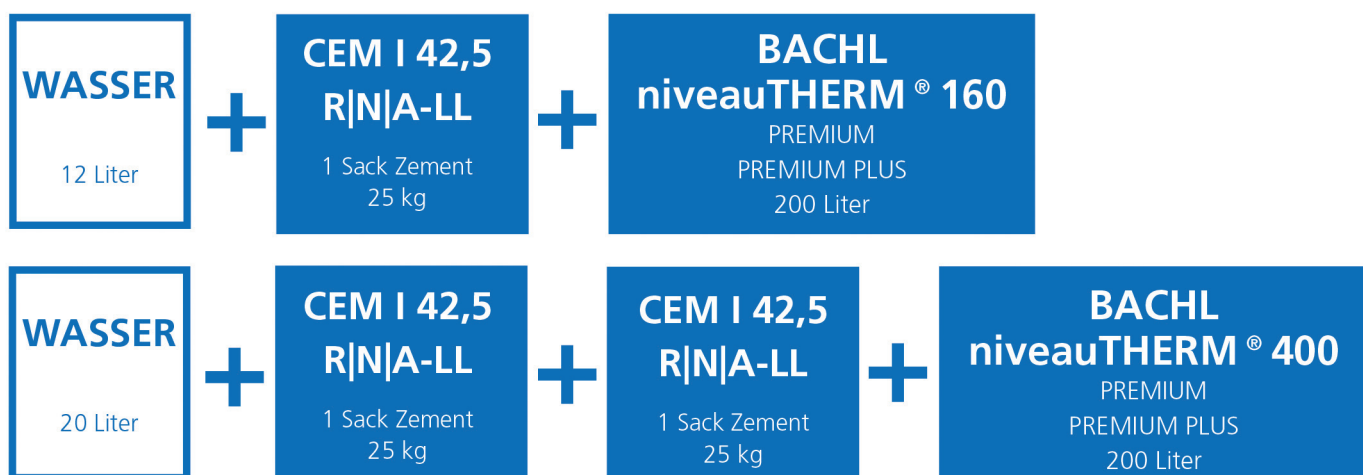 WASSER
12 Liter
+
CEM I 42,5
R|N|A-LL
1 Sack Zement
25 kg
+
BACHL
niveauTHERM ® 160
PREMIUM
PREMIUM PLUS
200 Liter
WASSER
20 Liter
+
CEM I 42,5
R|N|A-LL
1 Sack Zement
25 kg
+
CEM I 42,5
R|N|A-LL
1 Sack Zement
25 kg
+
BACHL
niveauTHERM ® 400
PREMIUM
PREMIUM PLUS
200 Liter